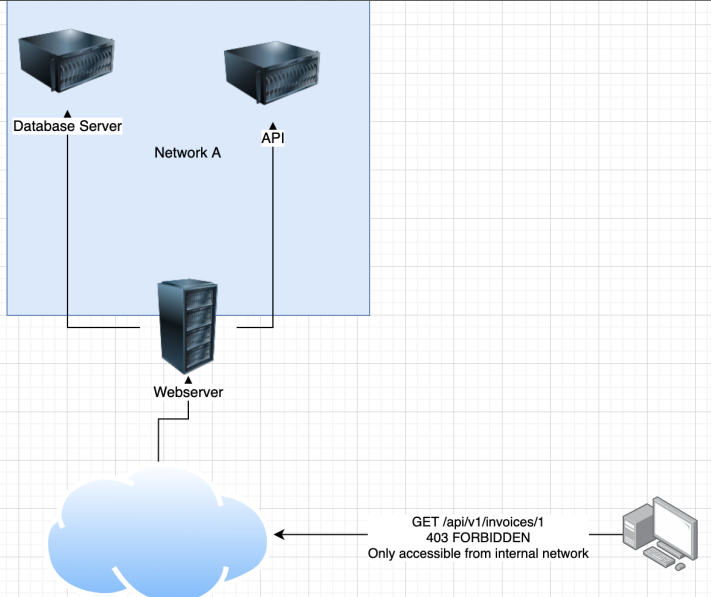 Database Server
API
Network A
Webserver
GET /api/v1/invoices/1
403 FORBIDDEN
Only accessible from internal network